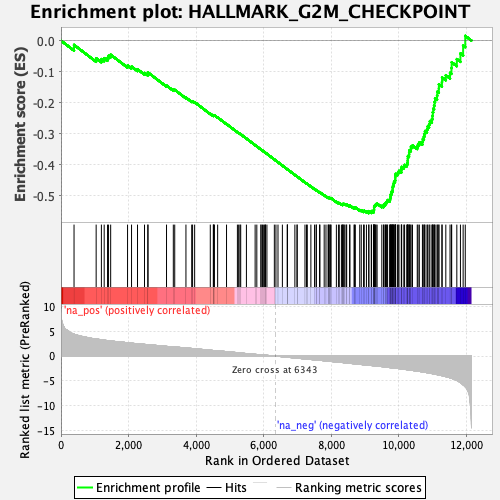 Enrichment plot: HALLMARK_G2M_CHECKPOINT
Enrichment score (ES)
0.0
-0.1
-0.2
-0.3
-0.4
-0.5
'na_pos' (positively correlated)
Ranked list metric (PreRanked)
10
5
0
-5
-10
-15
Zero cross at 6343
'na_neg' (negatively correlated)
0
2,000
4,000
6,000
8,000
10,000
12,000
Rank in Ordered Dataset
Enrichment profile
Hits
Ranking metric scores